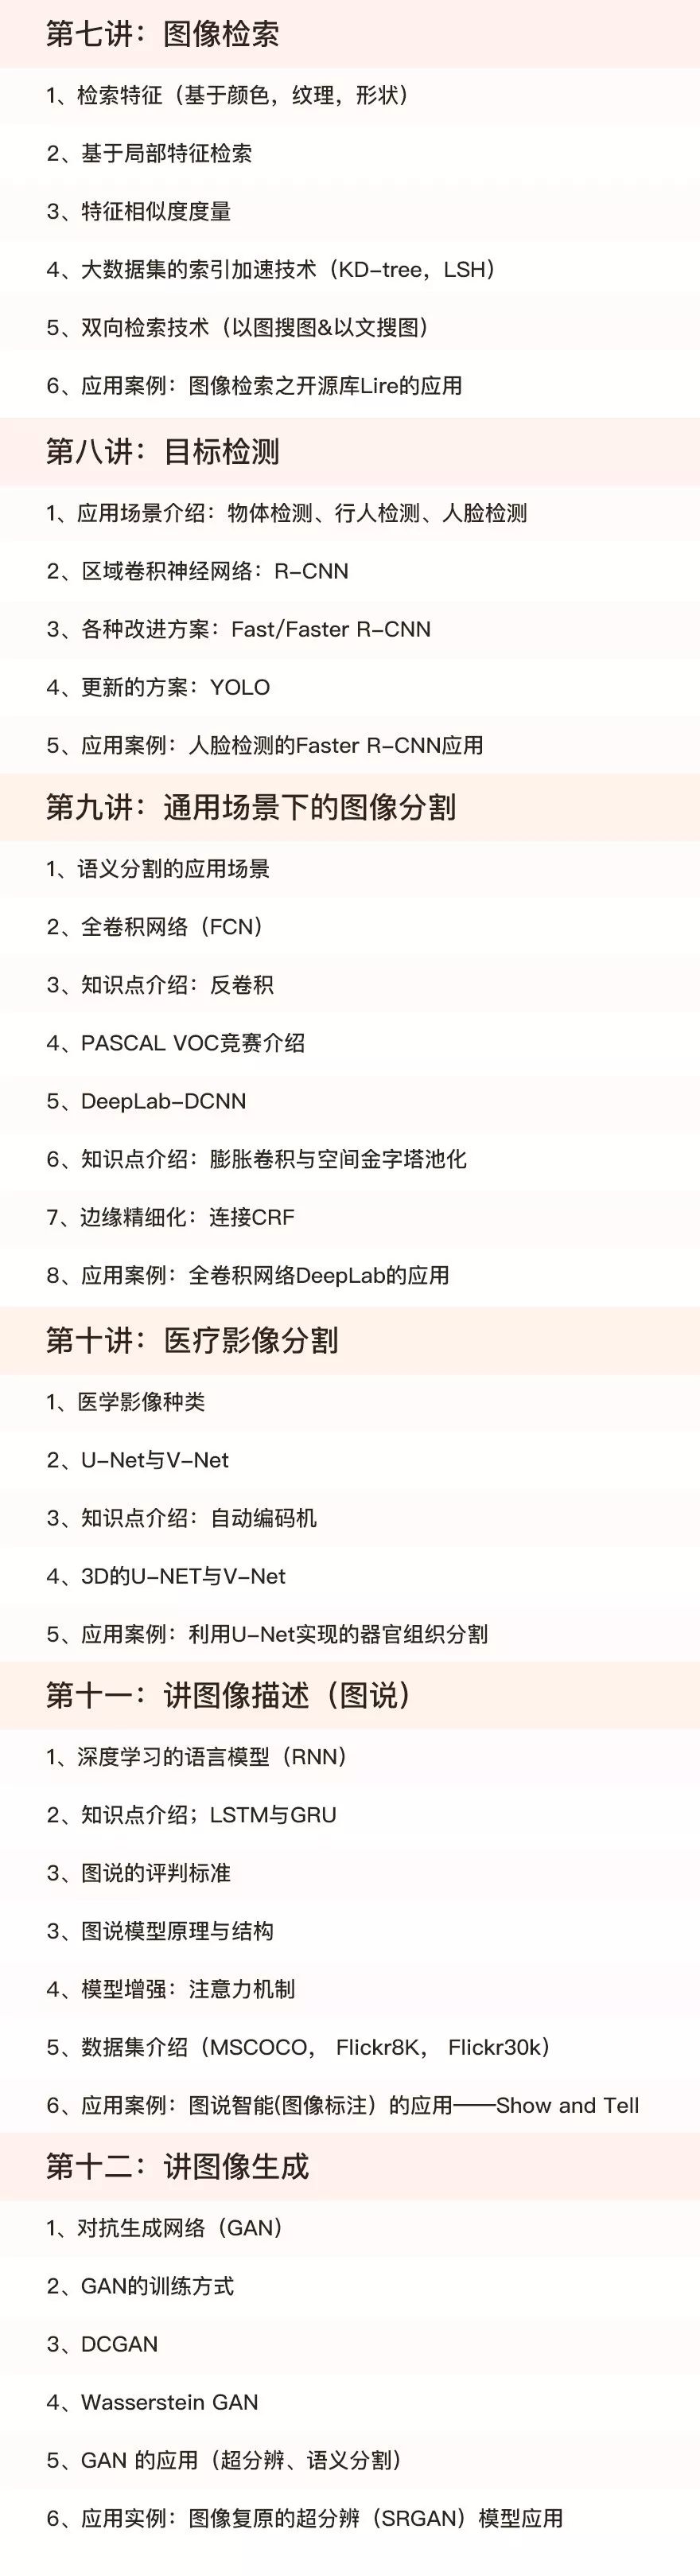 第七讲：图像检索
1、检索特征（基于颜色，纹理，形状）
2、基于局部特征检索
3、特征相似度度量
4、大数据集的索引加速技术（KD-tree，LSH）
5、双向检索技术（以图搜图&以文搜图）
6、应用案例：图像检索之开源库Lire的应用
第八讲：目标检测
1、应用场景介绍：物体检测、行人检测、人脸检测
2、区域卷积神经网络：R-CNN
3、各种改进方案：Fast/Faster R-CNN
4、更新的方案：YOLO
5、应用案例：人脸检测的Faster R-CNN应用
第九讲：通用场景下的图像分割
1、语义分割的应用场景
2、全卷积网络（FCN）
3、知识点介绍：反卷积
4、PASCAL VOC竞赛介绍
5、DeepLab-DCNN
6、知识点介绍：膨胀卷积与空间金字塔池化
7、边缘精细化：连接CRF
8、应用案例：全卷积网络DeepLab的应用
第十讲：医疗影像分割
1、医学影像种类
2、U-Net与V-Net
3、知识点介绍：自动编码机
4、3D的U-NET与V-Net
5、应用案例：利用U-Net实现的器官组织分割
第十一：讲图像描述（图说）
1、深度学习的语言模型（RNN）
2、知识点介绍；LSTM与GRU
3、图说的评判标准
3、图说模型原理与结构
4、模型增强：注意力机制
5、数据集介绍（MSCOCO， Flickr8K， Flickr30k）
6、应用案例：图说智能(图像标注）的应用——Show and Tell
第十二：讲图像生成
1、对抗生成网络（GAN）
2、GAN的训练方式
3、DCGAN
4、Wasserstein GAN
5、GAN 的应用（超分辨、语义分割）
6、应用实例：图像复原的超分辨（SRGAN）模型应用